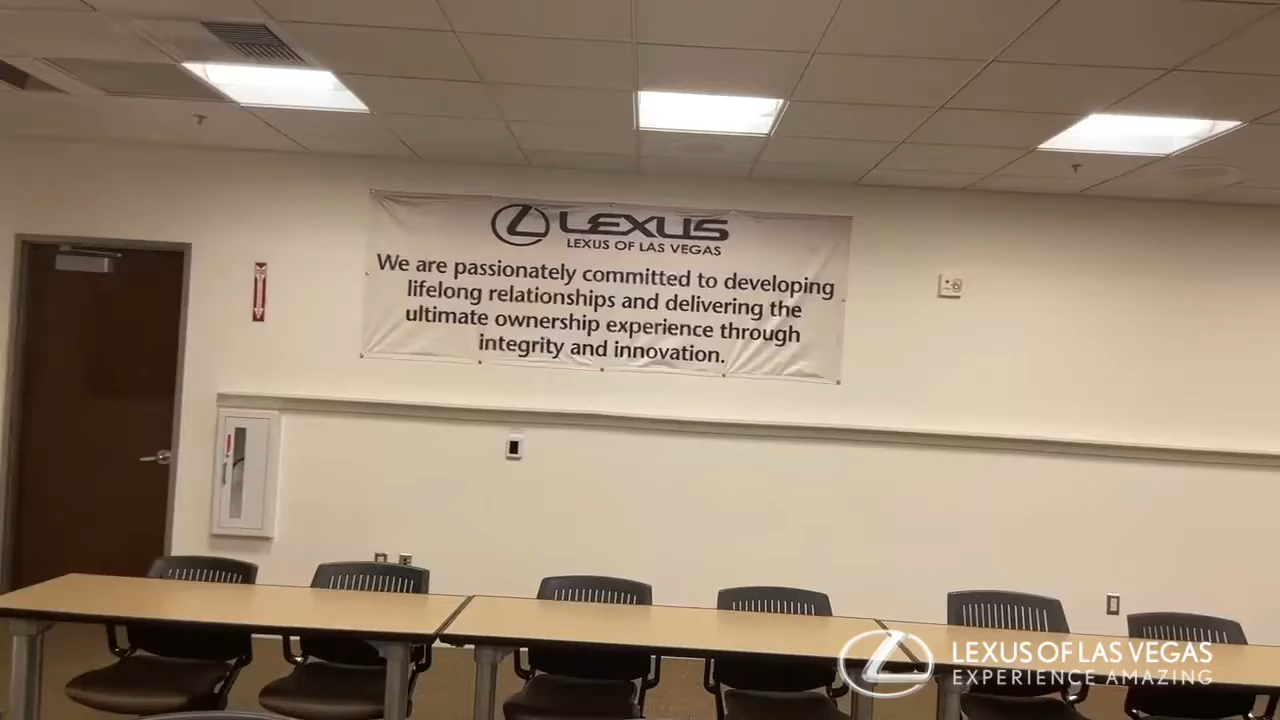 LEXUS
LEXUS OF LAS VEGAS
We are passionately committed to developing
lifelong relationships and delivering the
ultimate ownership experience through
integrity and innovation.
LEXUS OF LAS VEGAS
EXPERIENCE AMAZING